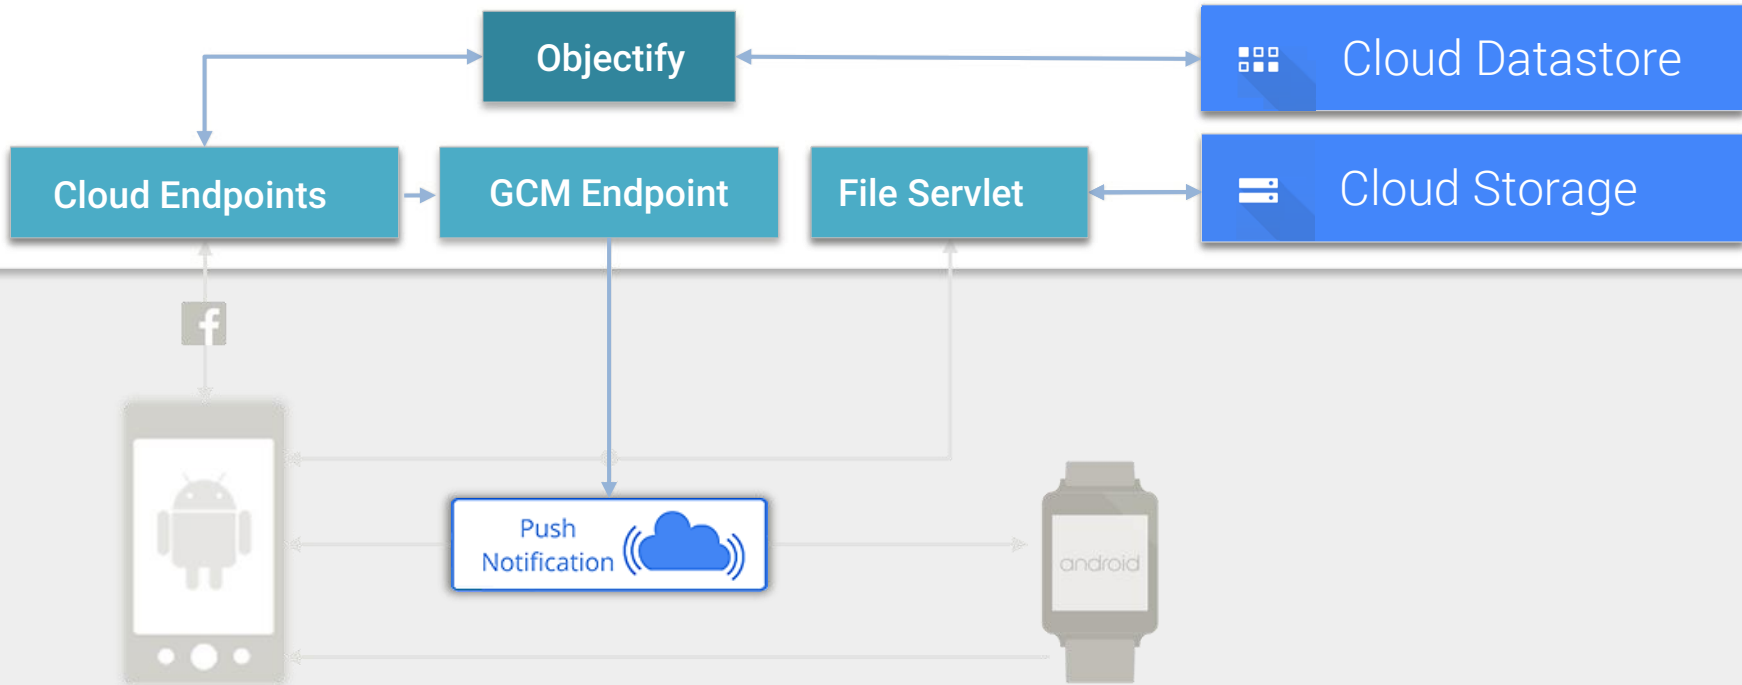 Objectify
Cloud Datastore
Cloud Endpoints
GCM Endpoint
File Servlet
Cloud Storage
f
Push
Notification
android